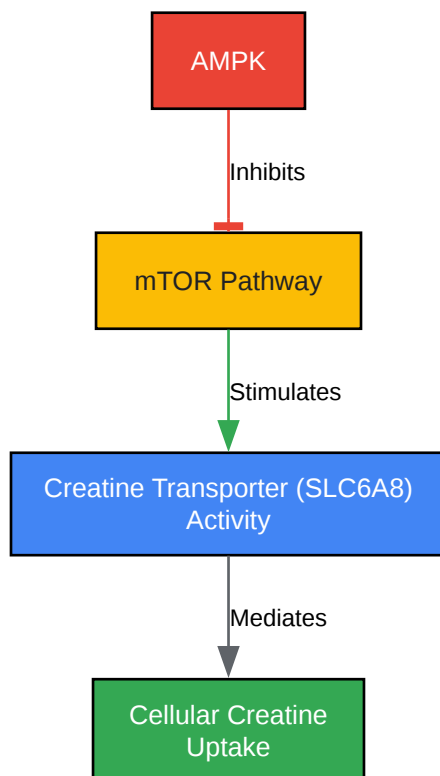 AMPK
Inhibits
mTOR Pathway
Stimulates
Creatine Transporter (SLC6A8)
Activity
Mediates
Cellular Creatine
Uptake